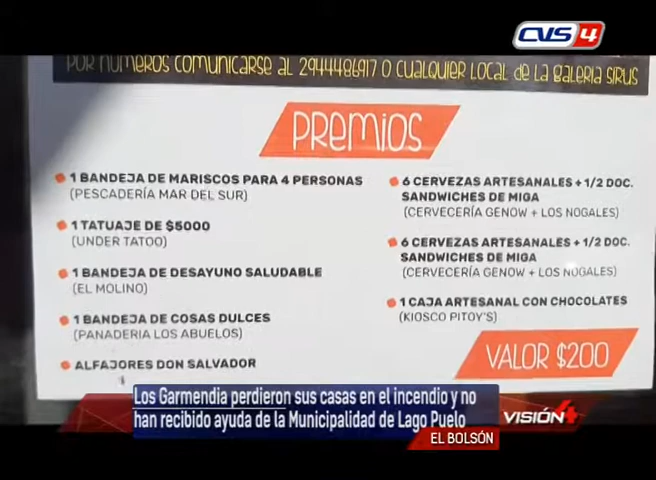 CVS 4
POR NÚMEROS COMUNICARSE AL 2944486917 O CUALQUIER LOCAL de LA GALERIA SIRUS
PREMIOS
1 BANDEJA DE MARISCOS PARA 4 PERSONAS
(PESCADERÍA MAR DEL SUR)
1 TATUAJE DE $5000
(UNDER TATOO)
1 BANDEJA DE DESAYUNO SALUDABLE
(EL MOLINO)
1 BANDEJA DE COSAS DULCES
(PANADERIA LOS ABUELOS)
ALFAJORES DON SALVADOR
6 CERVEZAS ARTESANALES + 1/2 DOC.
SANDWICHES DE MIGA
(CERVECERÍA GENOW + LOS NOGALES)
6 CERVEZAS ARTESANALES + 1/2 DOC.
SANDWICHES DE MIGA
(CERVECERÍA GENOW + LOS NOGALES)
1 CAJA ARTESANAL CON CHOCOLATES
(KIOSCO PITOY'S)
VALOR $200
Los Garmendia perdieron sus casas en el incendio y no
han recibido ayuda de la Municipalidad de Lago Puelo
VISIÓN 4
EL BOLSÓN